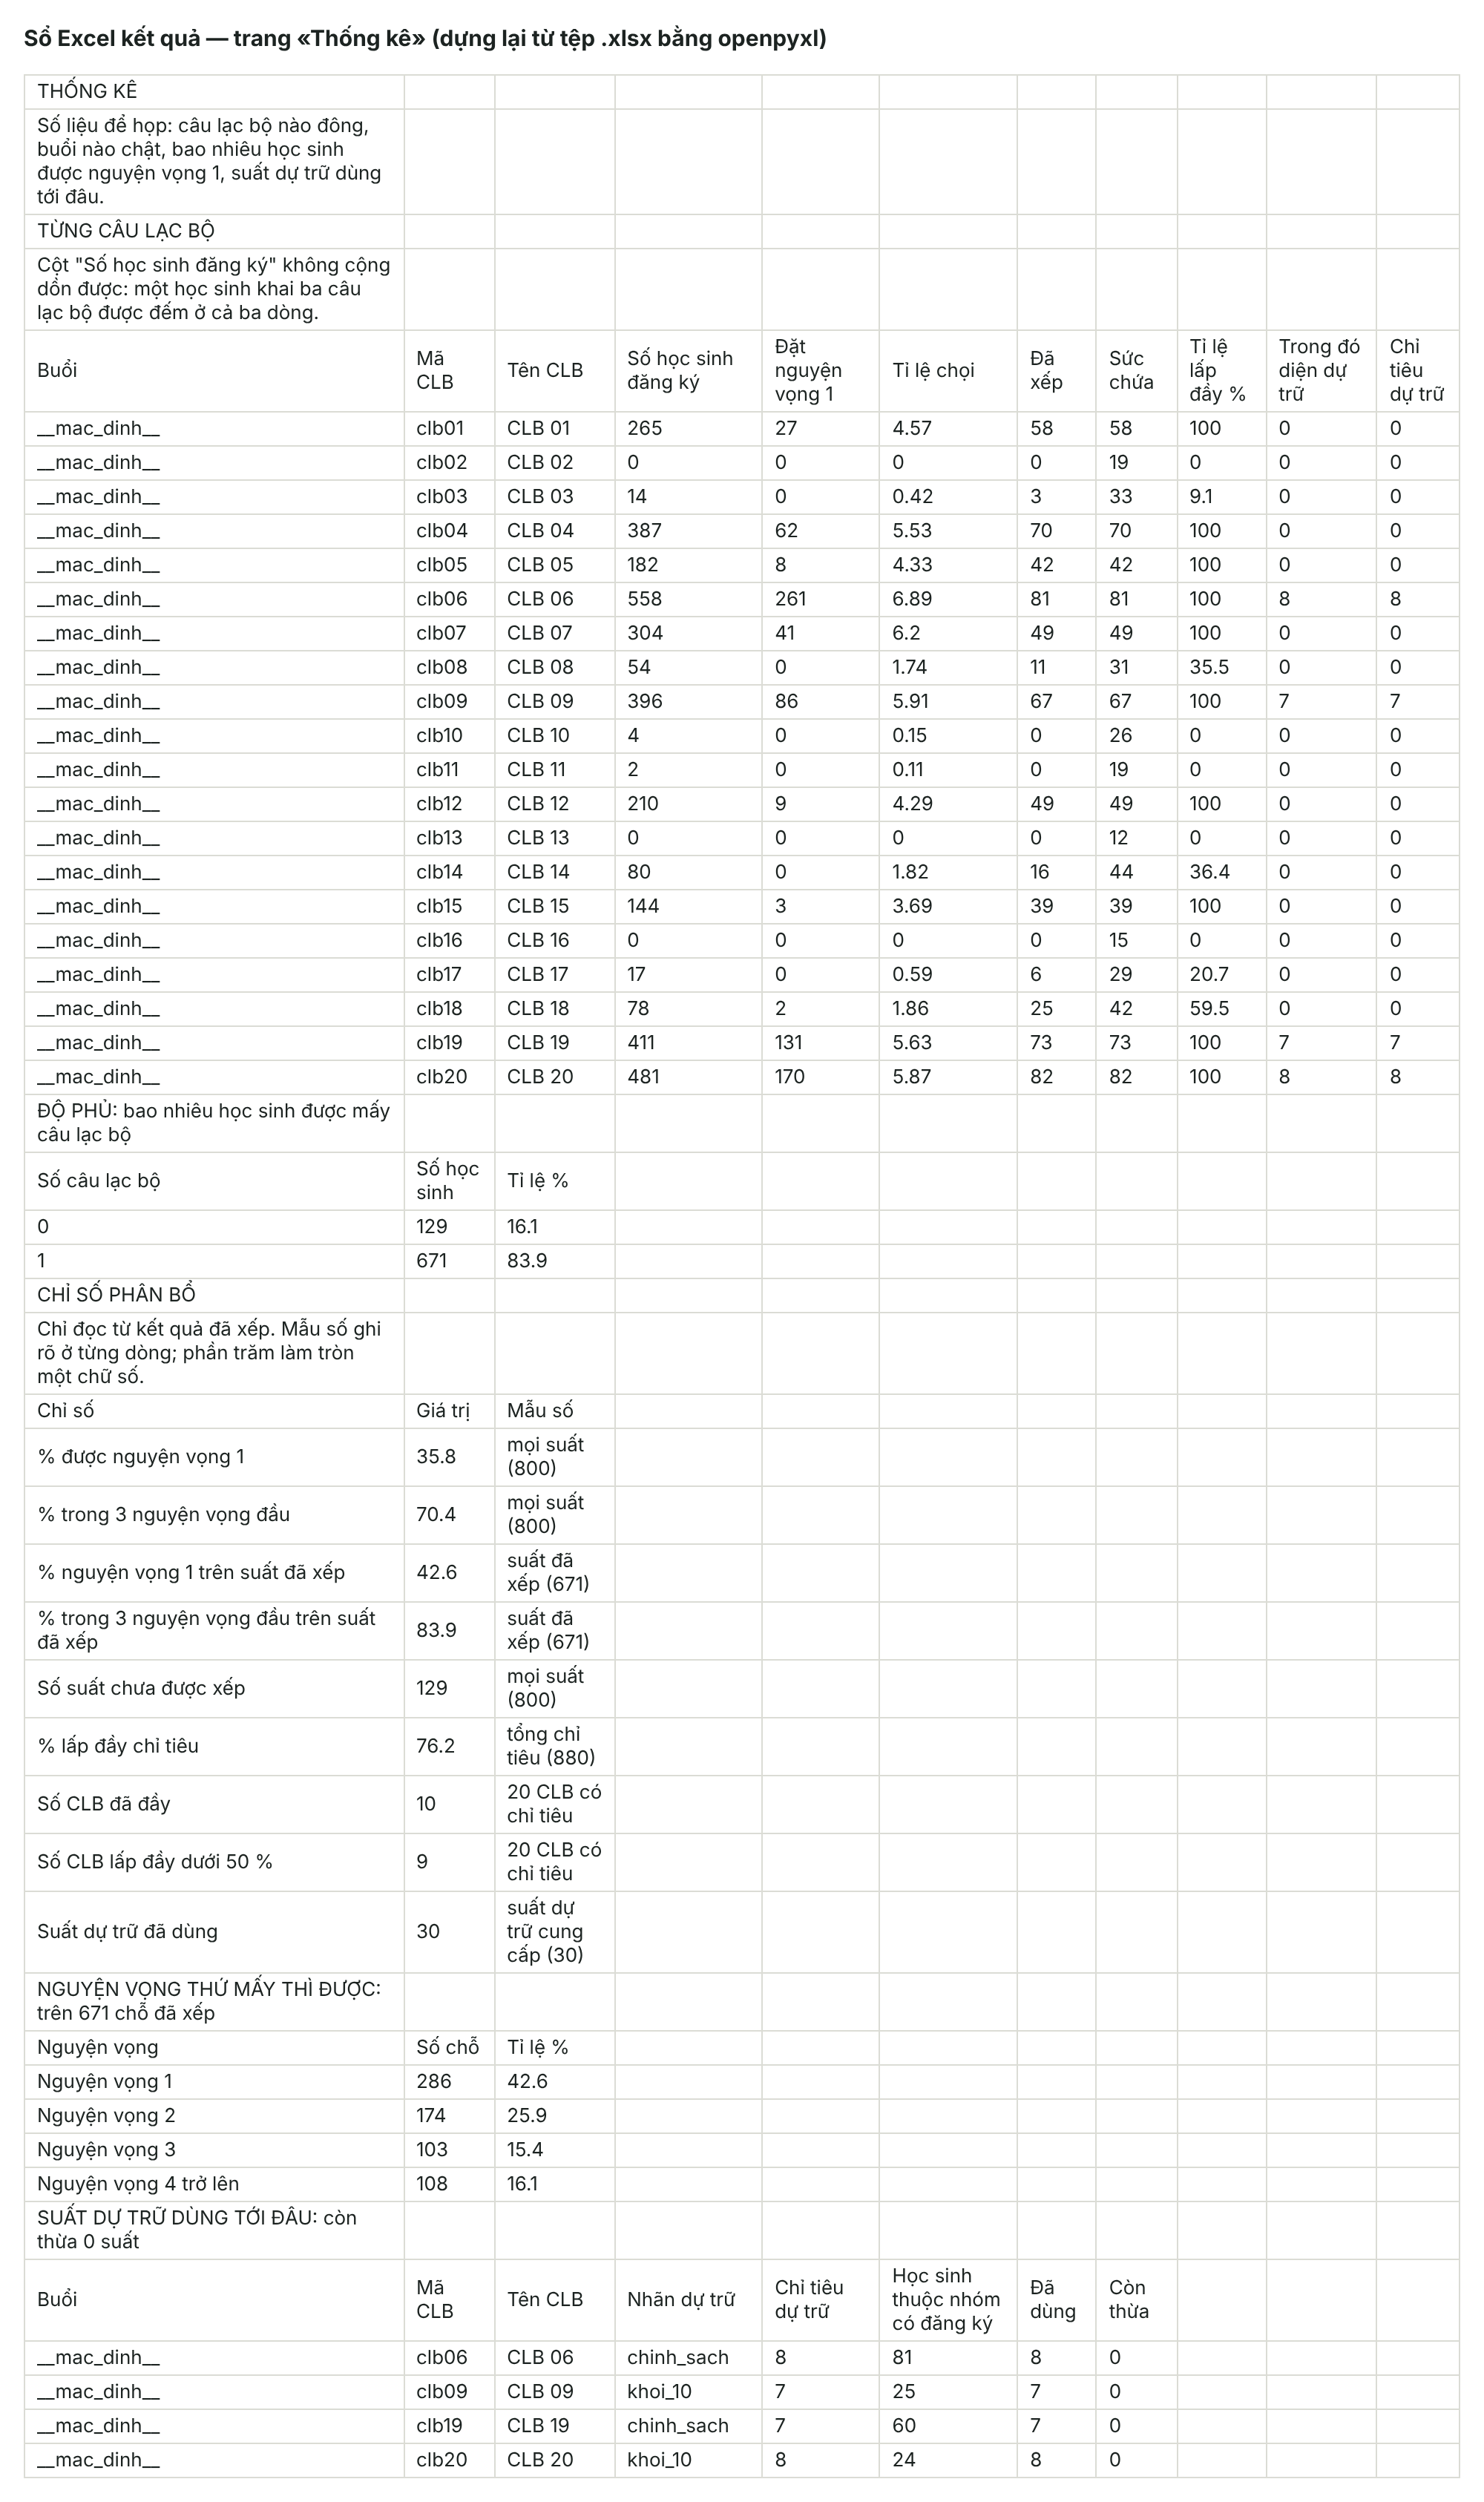 Sổ Excel kết quả — trang «Thống kê» (dựng lại từ tệp .xlsx bằng openpyxl)
THỐNG KÊ
Số liệu để họp: câu lạc bộ nào đông,
buổi nào chật, bao nhiêu học sinh
được nguyện vọng 1, suất dự trữ dùng
tới đâu.
TỪNG CÂU LẠC BỘ
Cột "Số học sinh đăng ký" không cộng
dồn được: một học sinh khai ba câu
lạc bộ được đếm ở cả ba dòng.
Buổi Mã CLB Tên CLB Số học sinh đăng ký Đặt nguyện vọng 1 Tỉ lệ chọi Đã xếp Sức chứa Tỉ lệ lấp đầy % Trong đó diện dự trữ Chỉ tiêu dự trữ
__mac_dinh__ clb01 CLB 01 265 27 4.57 58 58 100 0 0
__mac_dinh__ clb02 CLB 02 0 0 0 0 19 0 0 0
__mac_dinh__ clb03 CLB 03 14 0 0.42 3 33 9.1 0 0
__mac_dinh__ clb04 CLB 04 387 62 5.53 70 70 100 0 0
__mac_dinh__ clb05 CLB 05 182 8 4.33 42 42 100 0 0
__mac_dinh__ clb06 CLB 06 558 261 6.89 81 81 100 8 8
__mac_dinh__ clb07 CLB 07 304 41 6.2 49 49 100 0 0
__mac_dinh__ clb08 CLB 08 54 0 1.74 11 31 35.5 0 0
__mac_dinh__ clb09 CLB 09 396 86 5.91 67 67 100 7 7
__mac_dinh__ clb10 CLB 10 4 0 0.15 0 26 0 0 0
__mac_dinh__ clb11 CLB 11 2 0 0.11 0 19 0 0 0
__mac_dinh__ clb12 CLB 12 210 9 4.29 49 49 100 0 0
__mac_dinh__ clb13 CLB 13 0 0 0 0 12 0 0 0
__mac_dinh__ clb14 CLB 14 80 0 1.82 16 44 36.4 0 0
__mac_dinh__ clb15 CLB 15 144 3 3.69 39 39 100 0 0
__mac_dinh__ clb16 CLB 16 0 0 0 0 15 0 0 0
__mac_dinh__ clb17 CLB 17 17 0 0.59 6 29 20.7 0 0
__mac_dinh__ clb18 CLB 18 78 2 1.86 25 42 59.5 0 0
__mac_dinh__ clb19 CLB 19 411 131 5.63 73 73 100 7 7
__mac_dinh__ clb20 CLB 20 481 170 5.87 82 82 100 8 8
ĐỘ PHỦ: bao nhiêu học sinh được mấy
câu lạc bộ
Số câu lạc bộ Số học sinh Tỉ lệ %
0 129 16.1
1 671 83.9
CHỈ SỐ PHÂN BỔ
Chỉ đọc từ kết quả đã xếp. Mẫu số ghi
rõ ở từng dòng; phần trăm làm tròn
một chữ số.
Chỉ số Giá trị Mẫu số
% được nguyện vọng 1 35.8 mọi suất (800)
% trong 3 nguyện vọng đầu 70.4 mọi suất (800)
% nguyện vọng 1 trên suất đã xếp 42.6 suất đã xếp (671)
% trong 3 nguyện vọng đầu trên suất đã xếp 83.9 suất đã xếp (671)
Số suất chưa được xếp 129 mọi suất (800)
% lấp đầy chỉ tiêu 76.2 tổng chỉ tiêu (880)
Số CLB đã đầy 10 20 CLB có chỉ tiêu
Số CLB lấp đầy dưới 50 % 9 20 CLB có chỉ tiêu
Suất dự trữ đã dùng 30 suất dự trữ cung cấp (30)
NGUYỆN VỌNG THỨ MẤY THÌ ĐƯỢC:
trên 671 chỗ đã xếp
Nguyện vọng Số chỗ Tỉ lệ %
Nguyện vọng 1 286 42.6
Nguyện vọng 2 174 25.9
Nguyện vọng 3 103 15.4
Nguyện vọng 4 trở lên 108 16.1
SUẤT DỰ TRỮ DÙNG TỚI ĐÂU: còn
thừa 0 suất
Buổi Mã CLB Tên CLB Nhãn dự trữ Chỉ tiêu dự trữ Học sinh thuộc nhóm có đăng ký Đã dùng Còn thừa
__mac_dinh__ clb06 CLB 06 chinh_sach 8 81 8 0
__mac_dinh__ clb09 CLB 09 khoi_10 7 25 7 0
__mac_dinh__ clb19 CLB 19 chinh_sach 7 60 7 0
__mac_dinh__ clb20 CLB 20 khoi_10 8 24 8 0